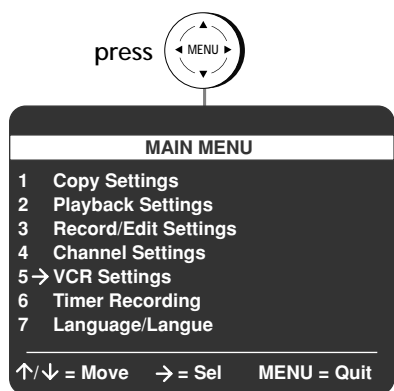 press
◄ MENU ►
MAIN MENU
1 Copy Settings
2 Playback Settings
3 Record/Edit Settings
4 Channel Settings
5→VCR Settings
6 Timer Recording
7 Language/Langue
↑/↓ = Move → = Sel MENU = Quit